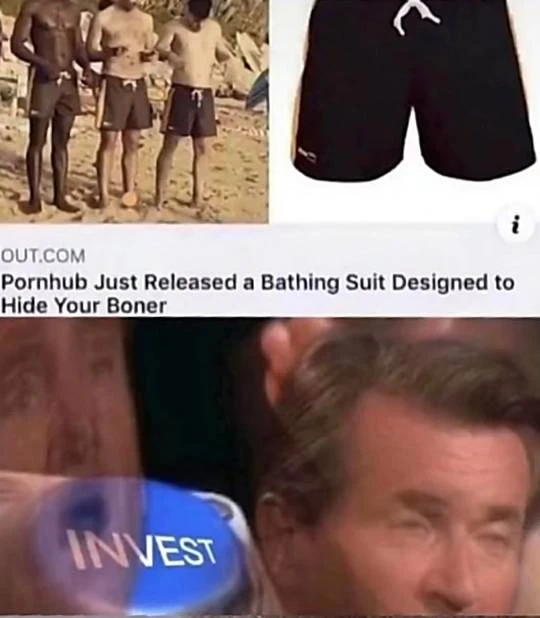 OUT.COM
Pornhub Just Released a Bathing Suit Designed to
Hide Your Boner
i
INVEST